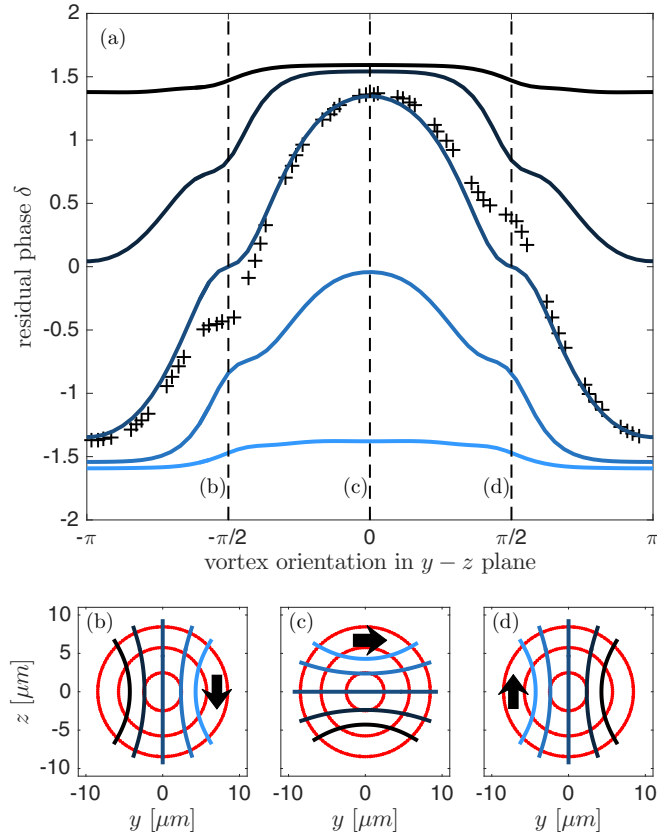 (a)
2
1.5
1
0.5
0
-0.5
-1
-1.5
-2
residual phase δ
(b)
(c)
(d)
-π
-π/2
0
π/2
π
vortex orientation in y − z plane
(b)
(c)
(d)
10
5
0
-5
-10
z [μm]
-10 0 10
-10 0 10
-10 0 10
y [μm]
y [μm]
y [μm]